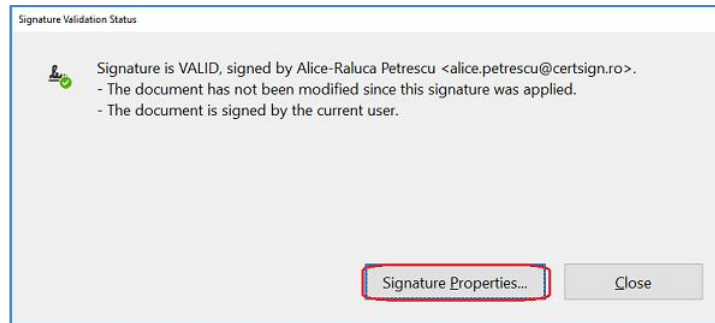 Signature Validation Status
Signature is VALID, signed by Alice-Raluca Petrescu <alice.petrescu@certsign.ro>.
- The document has not been modified since this signature was applied.
- The document is signed by the current user.
Signature Properties... Close